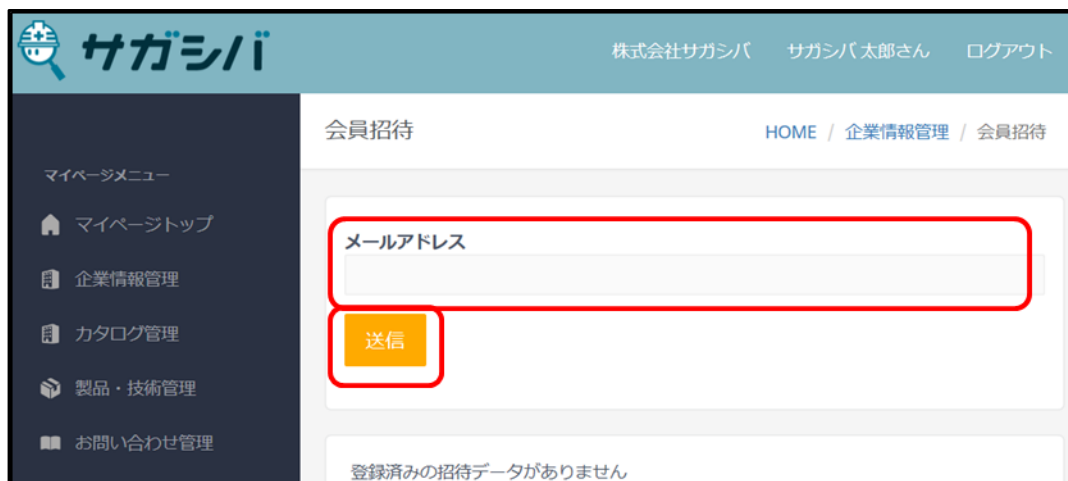 サガシバ
株式会社サガシバ サガシバ 太郎さん ログアウト
会員招待
HOME / 企業情報管理 / 会員招待
マイページメニュー
マイページトップ
企業情報管理
カタログ管理
製品・技術管理
お問い合わせ管理
メールアドレス
送信
登録済みの招待データがありません